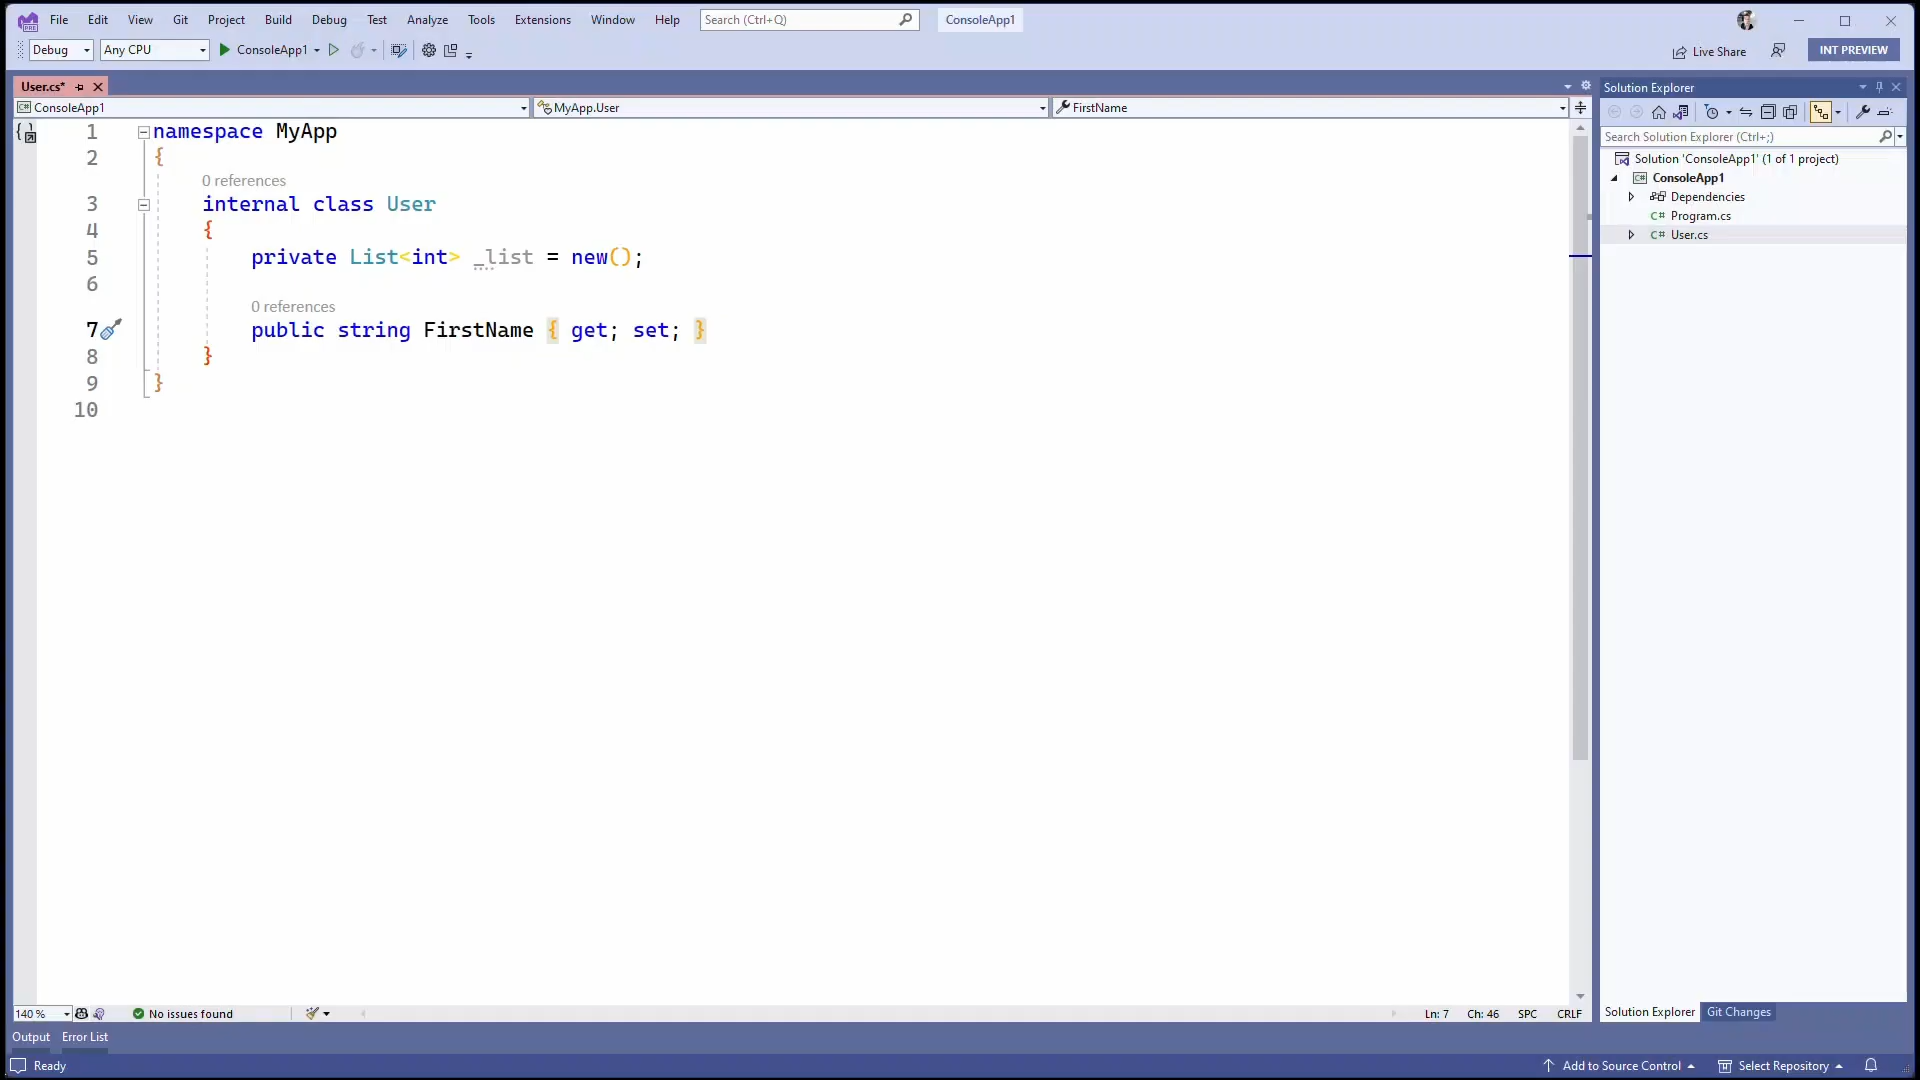 File Edit View Git Project Build Debug Test Analyze Tools Extensions Window Help Search (Ctrl+Q) ConsoleApp1
Debug Any CPU ConsoleApp1 Live Share INT PREVIEW
User.cs*
ConsoleApp1 MyApp.User FirstName
1 namespace MyApp
2 {
0 references
3 internal class User
4 {
5 private List<int> _list = new();
6
0 references
7 public string FirstName { get; set; }
8 }
9 }
10
Solution Explorer
Search Solution Explorer (Ctrl+;)
Solution 'ConsoleApp1' (1 of 1 project)
C# ConsoleApp1
Dependencies
C# Program.cs
C# User.cs
Solution Explorer Git Changes
140 % No issues found Ln: 7 Ch: 46 SPC CRLF
Output Error List
Ready Add to Source Control Select Repository